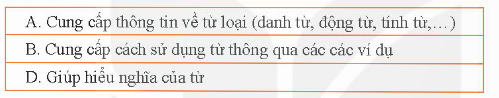 A. Cung cấp thông tin về từ loại (danh từ, động từ, tính từ,…)
B. Cung cấp cách sử dụng từ thông qua các các ví dụ
D. Giúp hiểu nghĩa của từ